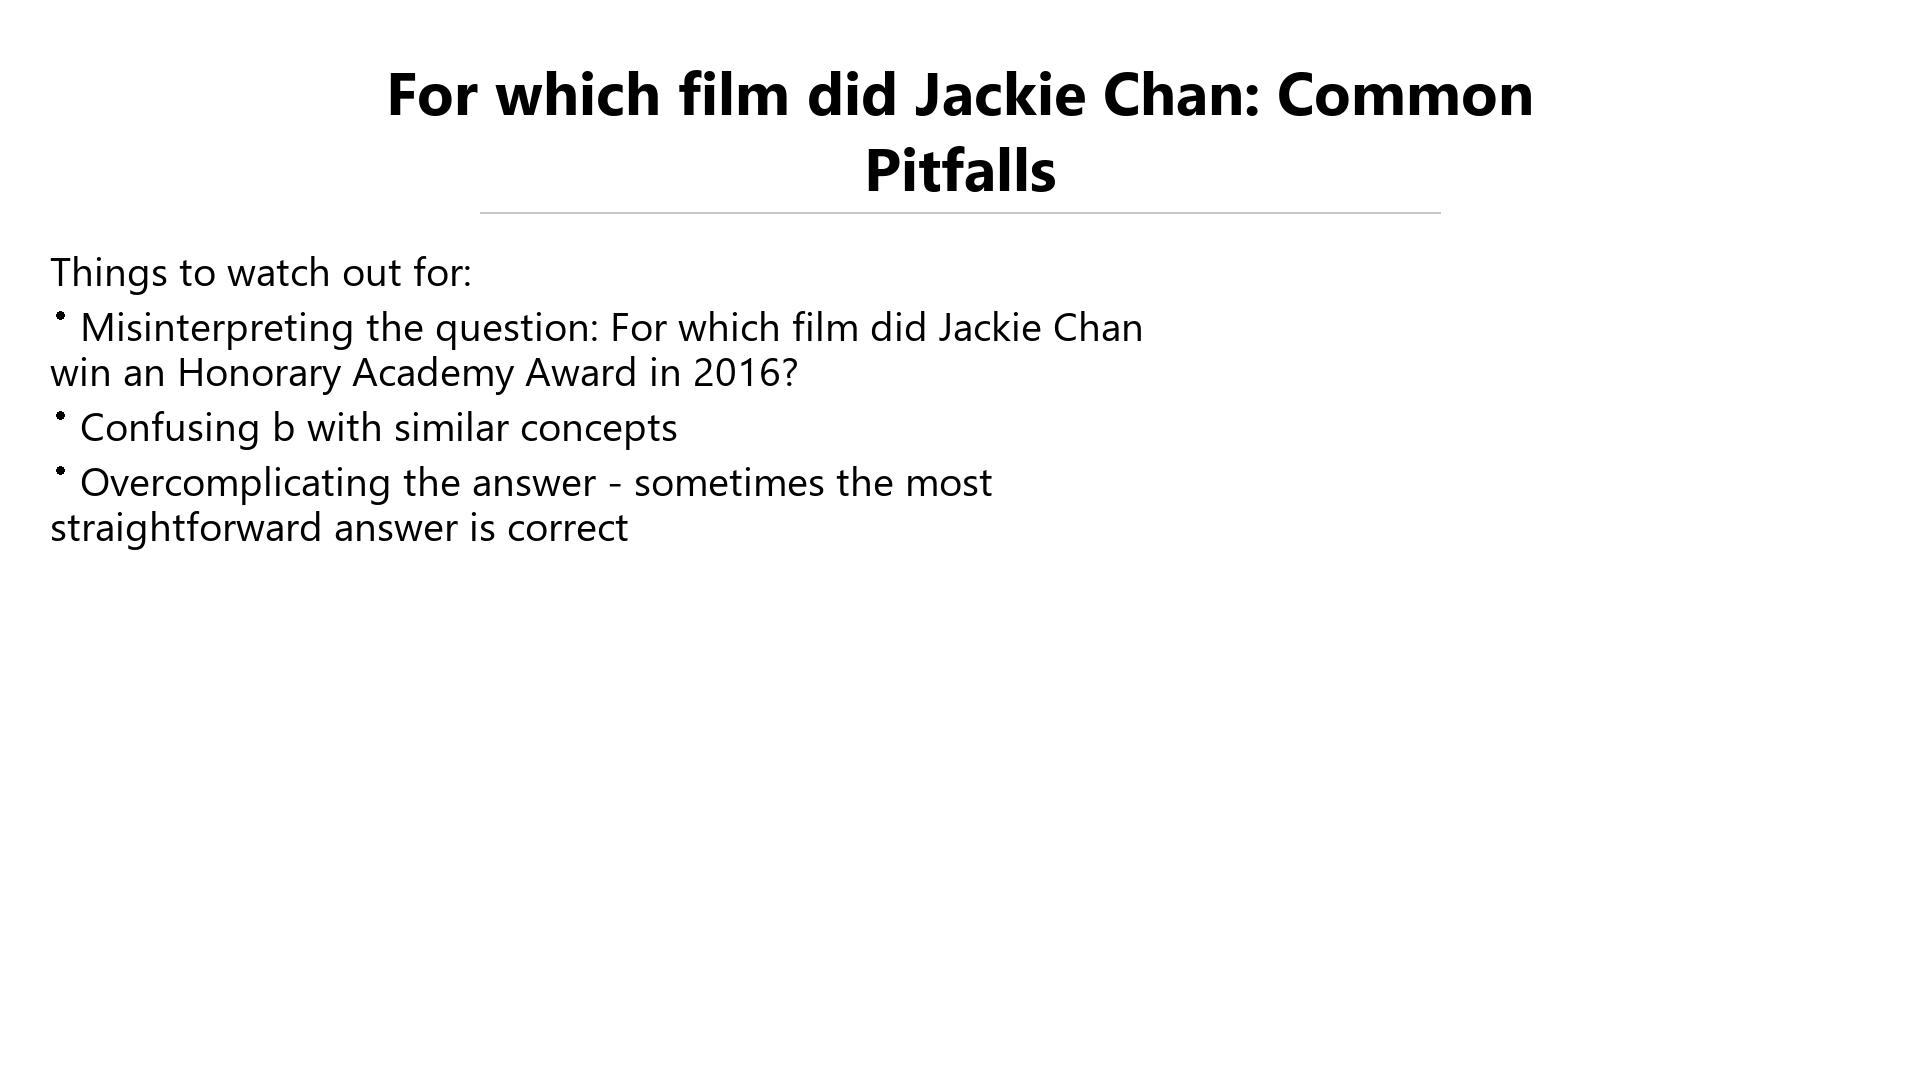 For which film did Jackie Chan: Common
Pitfalls
Things to watch out for:
• Misinterpreting the question: For which film did Jackie Chan
win an Honorary Academy Award in 2016?
• Confusing b with similar concepts
• Overcomplicating the answer - sometimes the most
straightforward answer is correct